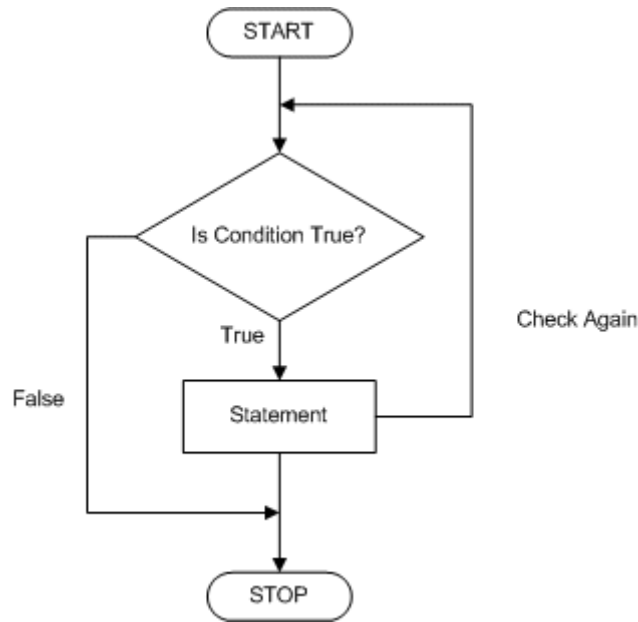 START
Is Condition True?
True
Check Again
False
Statement
STOP